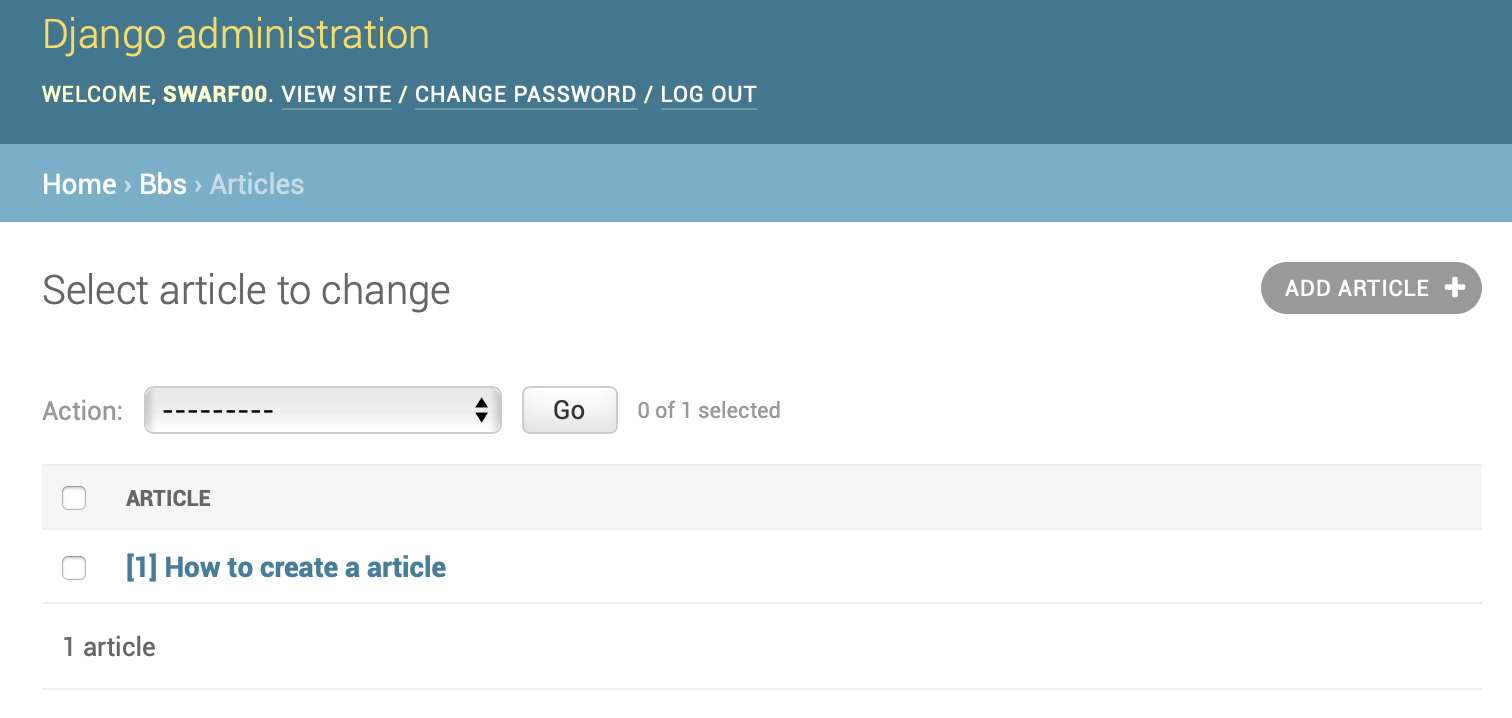 Django administration
WELCOME, SWARF00. VIEW SITE / CHANGE PASSWORD / LOG OUT
Home › Bbs › Articles
Select article to change
ADD ARTICLE +
Action: --------- Go 0 of 1 selected
ARTICLE
[1] How to create a article
1 article